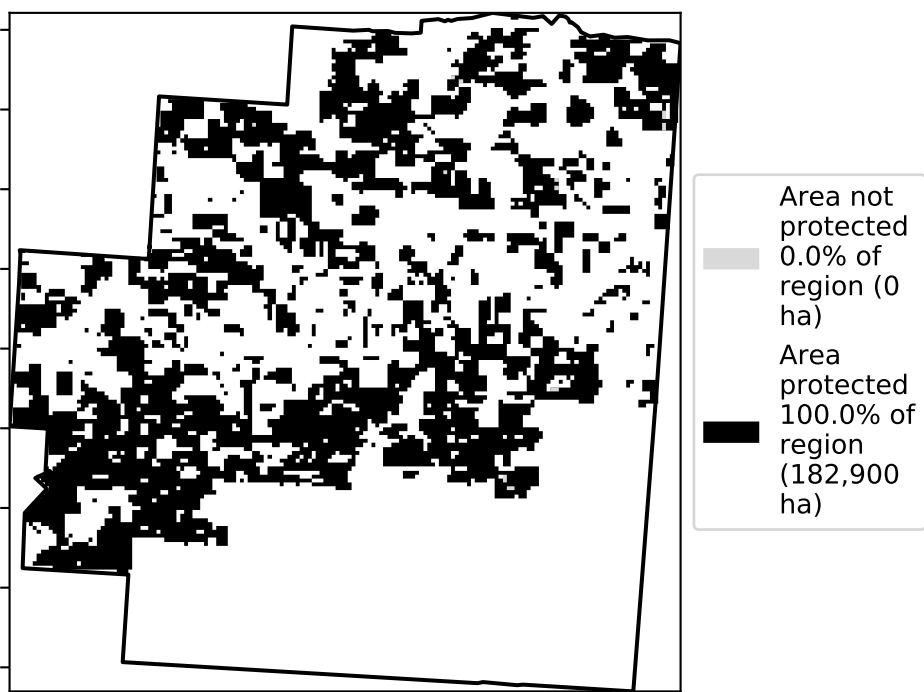 Area not
protected
0.0% of
region (0
ha)
Area
protected
100.0% of
region
(182,900
ha)